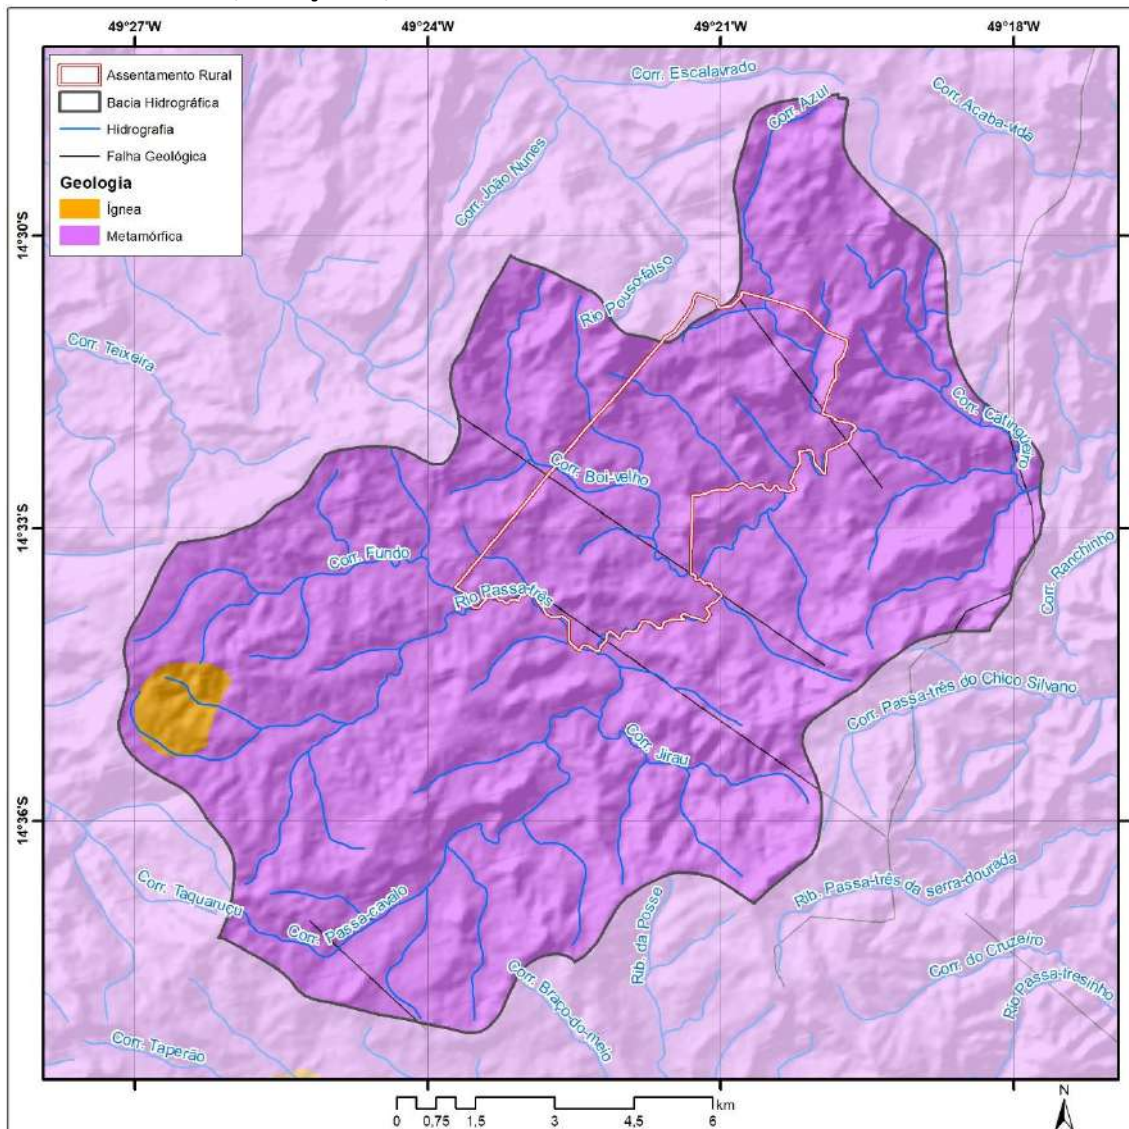 49°27'W
49°24'W
49°21'W
49°18'W
Assentamento Rural
Bacia Hidrográfica
Hidrografia
Falha Geológica
Geologia
Ígnea
Metamórfica
Corr. Escalavrado
Corr. Azul
Corr. Acaba-vida
Corr. João Nunes
14°30'S
Rio Pouso-falso
Corr. Teixeira
Corr. Catingueiro
Corr. Boi-velho
14°33'S
Corr. Fundo
Corr. Ranchinho
Rio Passa-três
Corr. Passa-três do Chico Silvano
Corr. Jirau
14°36'S
Corr. Taquaruçu
Rib. Passa-três da serra-dourada
Corr. Passa-cavalo
Rib. da Posse
Corr. do Cruzeiro
Corr. Braço-do-meio
Rio Passa-tresinho
Corr. Taperão
N
km
0 0,75 1,5 3 4,5 6